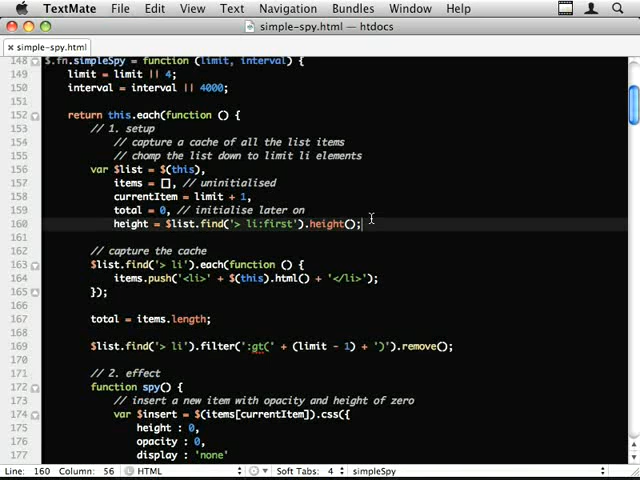 TextMate File Edit View Text Navigation Bundles Window Help
simple-spy.html — htdocs
× simple-spy.html
148 $.fn.simpleSpy = function (limit, interval) {
149 limit = limit || 4;
150 interval = interval || 4000;
151
152 return this.each(function () {
153 // 1. setup
154 // capture a cache of all the list items
155 // chomp the list down to limit li elements
156 var $list = $(this),
157 items = [], // uninitialised
158 currentItem = limit + 1,
159 total = 0, // initialise later on
160 height = $list.find('> li:first').height();
161
162 // capture the cache
163 $list.find('> li').each(function () {
164 items.push('<li>' + $(this).html() + '</li>');
165 });
166
167 total = items.length;
168
169 $list.find('> li').filter(':gt(' + (limit - 1) + ')').remove();
170
171 // 2. effect
172 function spy() {
173 // insert a new item with opacity and height of zero
174 var $insert = $(items[currentItem]).css({
175 height : 0,
176 opacity : 0,
177 display : 'none'
Line: 160 Column: 56 HTML Soft Tabs: 4 simpleSpy